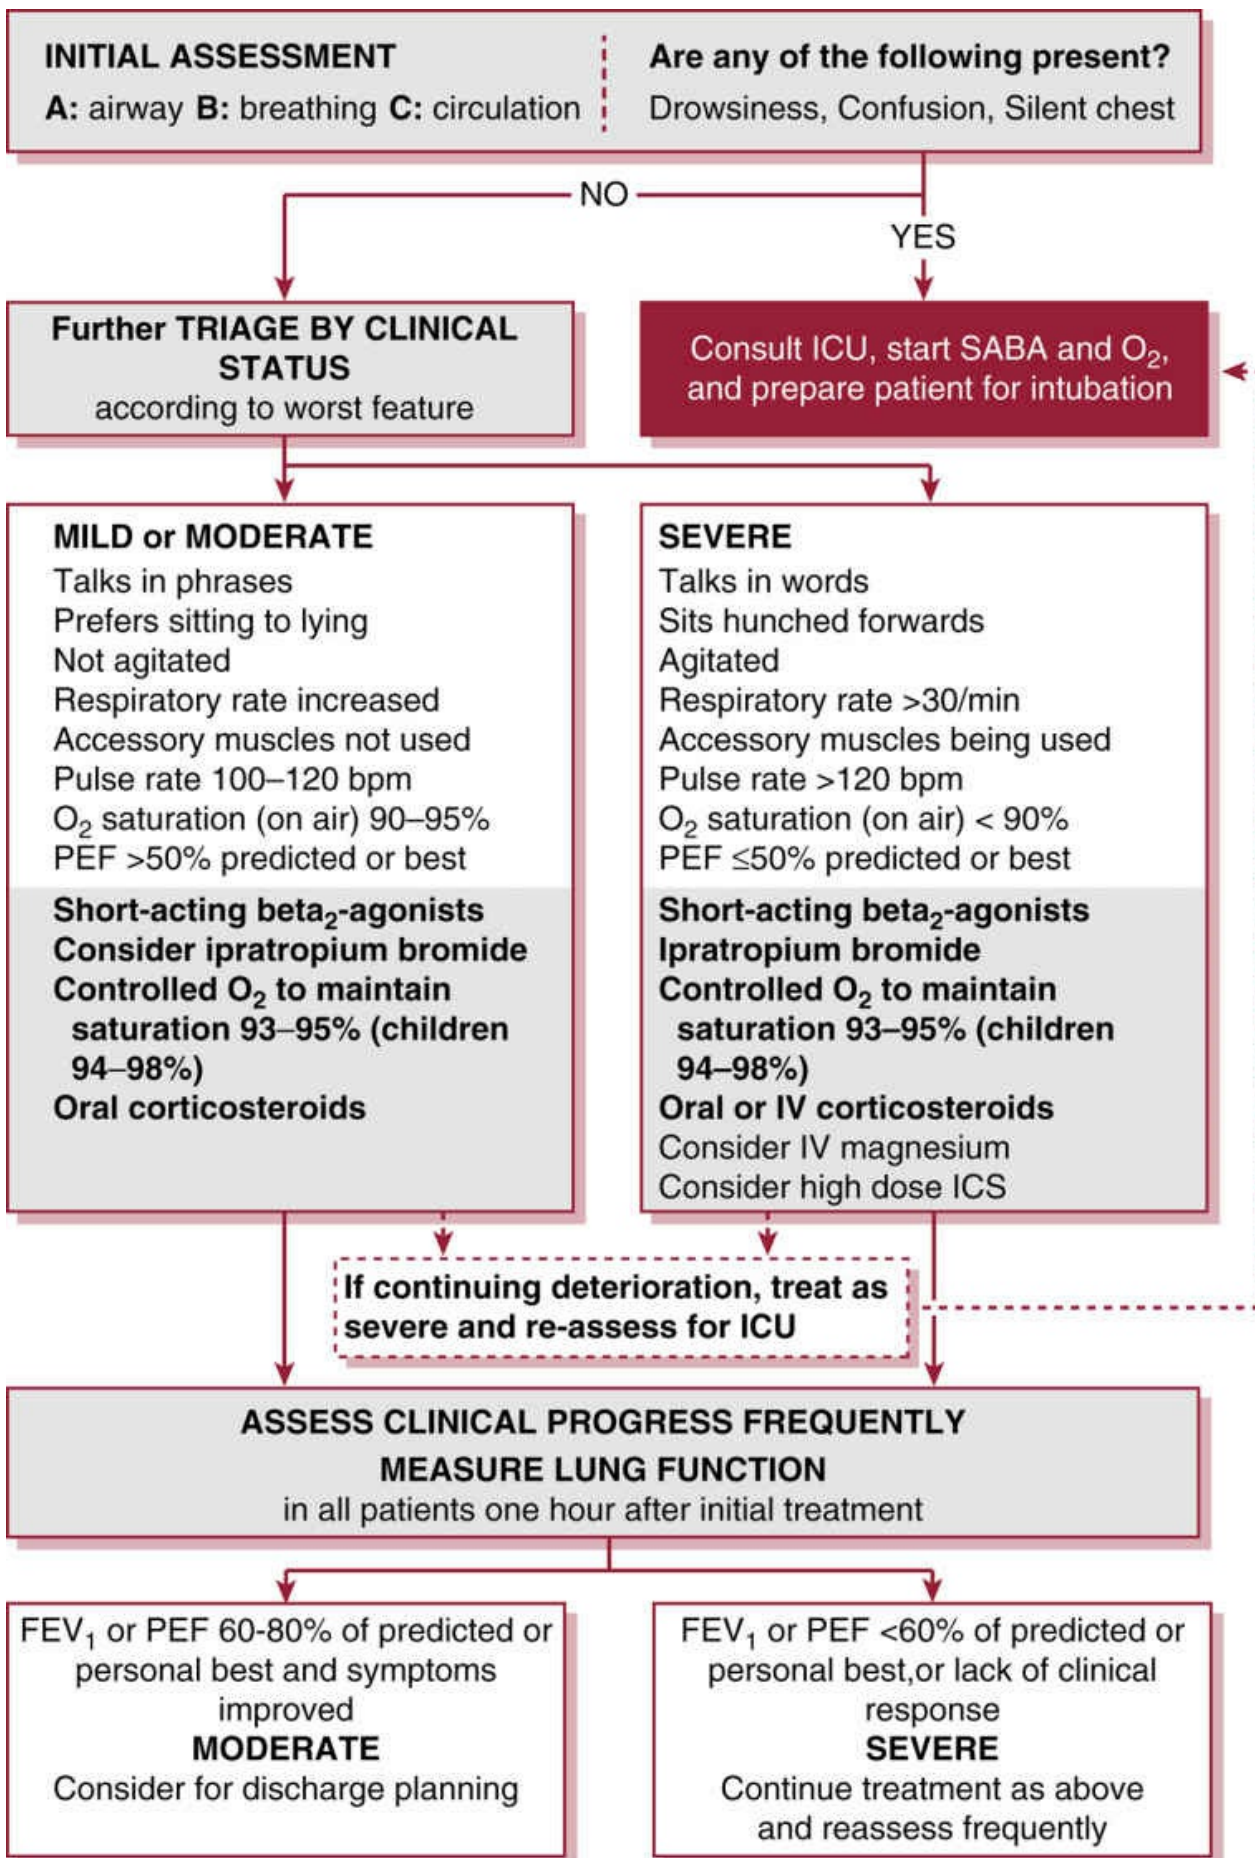 INITIAL ASSESSMENT
A: airway B: breathing C: circulation
Are any of the following present?
Drowsiness, Confusion, Silent chest
NO
YES
Further TRIAGE BY CLINICAL
STATUS
according to worst feature
Consult ICU, start SABA and O₂,
and prepare patient for intubation
MILD or MODERATE
Talks in phrases
Prefers sitting to lying
Not agitated
Respiratory rate increased
Accessory muscles not used
Pulse rate 100–120 bpm
O₂ saturation (on air) 90–95%
PEF >50% predicted or best
Short-acting beta₂-agonists
Consider ipratropium bromide
Controlled O₂ to maintain
saturation 93–95% (children
94–98%)
Oral corticosteroids
SEVERE
Talks in words
Sits hunched forwards
Agitated
Respiratory rate >30/min
Accessory muscles being used
Pulse rate >120 bpm
O₂ saturation (on air) < 90%
PEF ≤50% predicted or best
Short-acting beta₂-agonists
Ipratropium bromide
Controlled O₂ to maintain
saturation 93–95% (children
94–98%)
Oral or IV corticosteroids
Consider IV magnesium
Consider high dose ICS
If continuing deterioration, treat as
severe and re-assess for ICU
ASSESS CLINICAL PROGRESS FREQUENTLY
MEASURE LUNG FUNCTION
in all patients one hour after initial treatment
FEV₁ or PEF 60-80% of predicted or
personal best and symptoms
improved
MODERATE
Consider for discharge planning
FEV₁ or PEF <60% of predicted or
personal best,or lack of clinical
response
SEVERE
Continue treatment as above
and reassess frequently